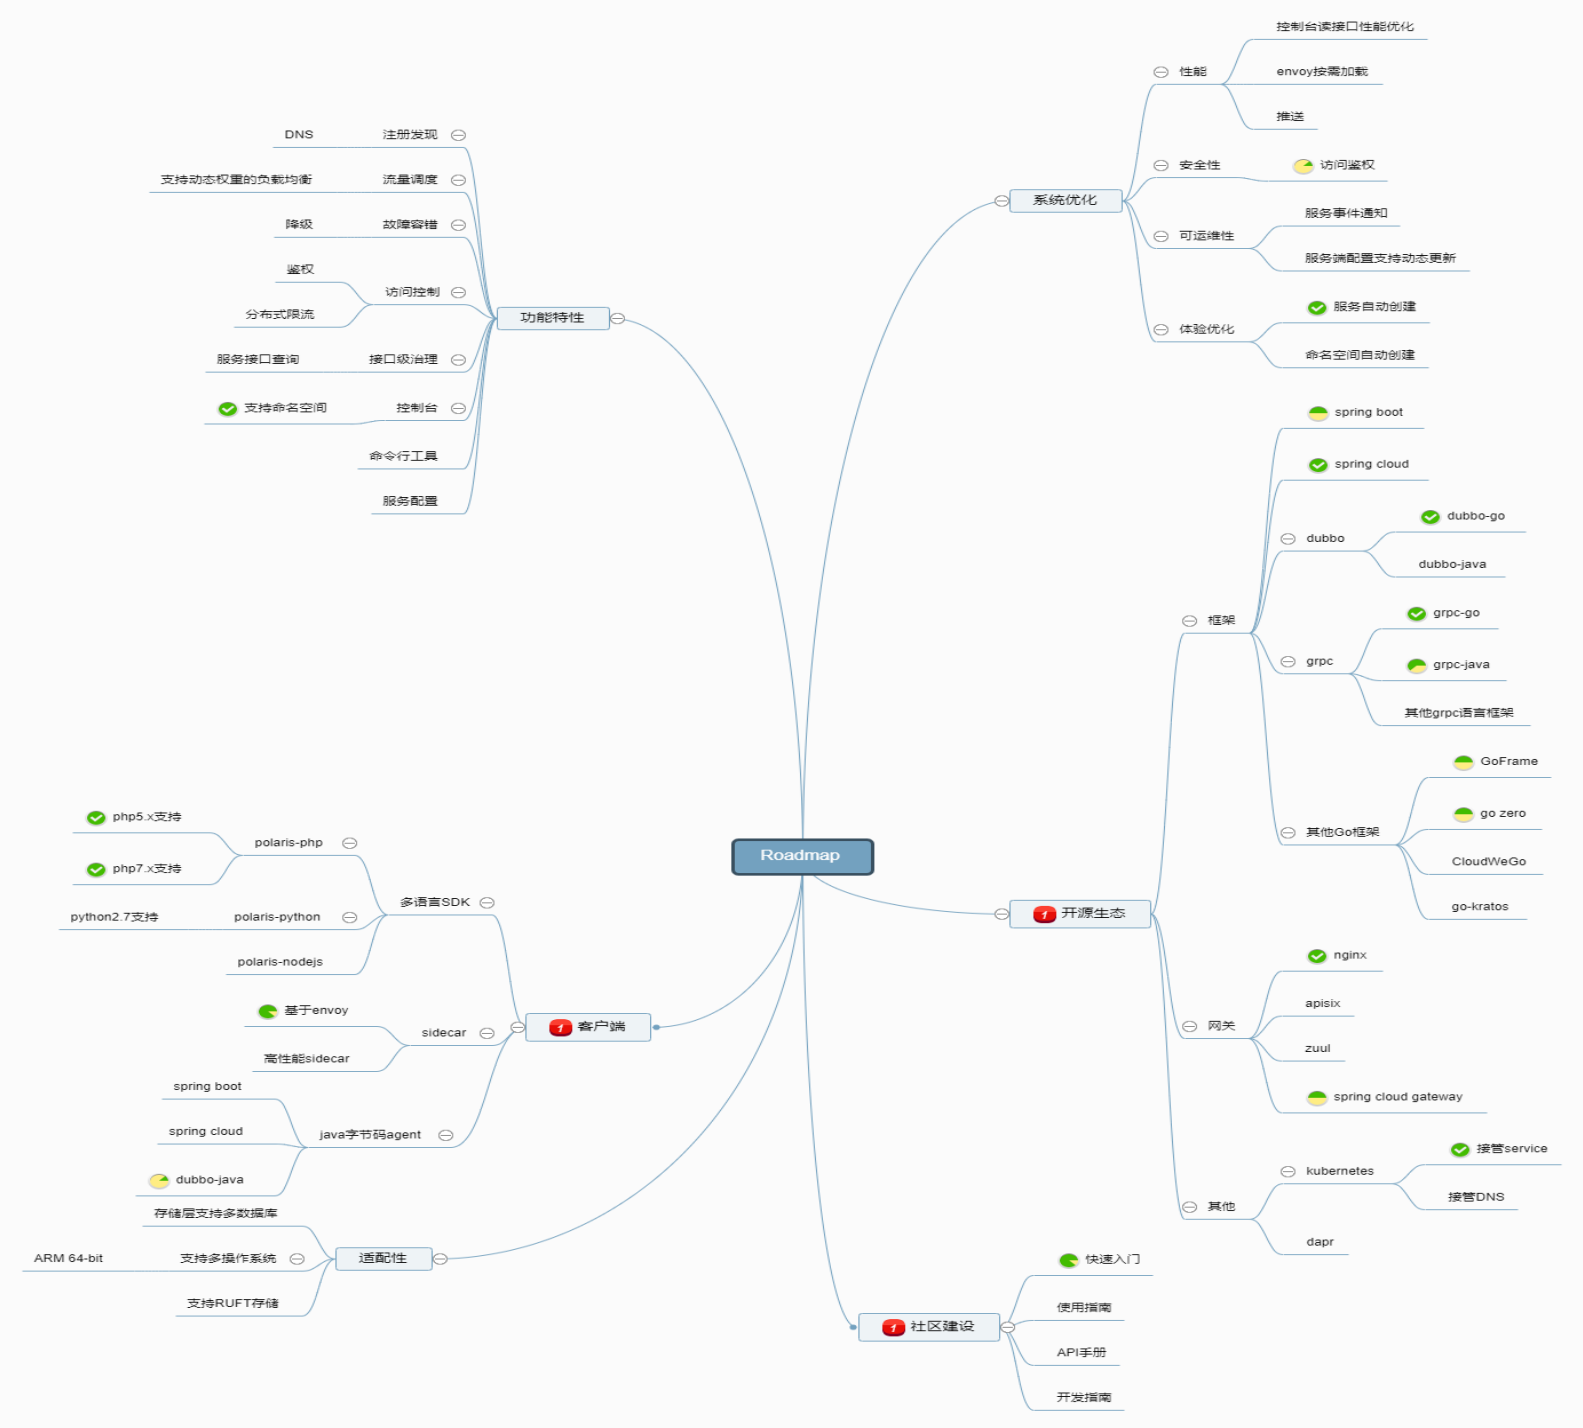 Roadmap
功能特性
注册发现
DNS
流量调度
支持动态权重的负载均衡
故障容错
降级
访问控制
鉴权
分布式限流
接口级治理
服务接口查询
控制台
支持命名空间
命令行工具
服务配置
系统优化
性能
控制台读接口性能优化
envoy按需加载
推送
安全性
访问鉴权
可运维性
服务事件通知
服务端配置支持动态更新
体验优化
服务自动创建
命名空间自动创建
1 开源生态
框架
spring boot
spring cloud
dubbo
dubbo-go
dubbo-java
grpc
grpc-go
grpc-java
其他grpc语言框架
其他Go框架
GoFrame
go zero
CloudWeGo
go-kratos
网关
nginx
apisix
zuul
spring cloud gateway
其他
kubernetes
接管service
接管DNS
dapr
1 客户端
多语言SDK
polaris-php
php5.x支持
php7.x支持
polaris-python
python2.7支持
polaris-nodejs
sidecar
基于envoy
高性能sidecar
java字节码agent
spring boot
spring cloud
dubbo-java
适配性
存储层支持多数据库
支持多操作系统
ARM 64-bit
支持RUFT存储
1 社区建设
快速入门
使用指南
API手册
开发指南